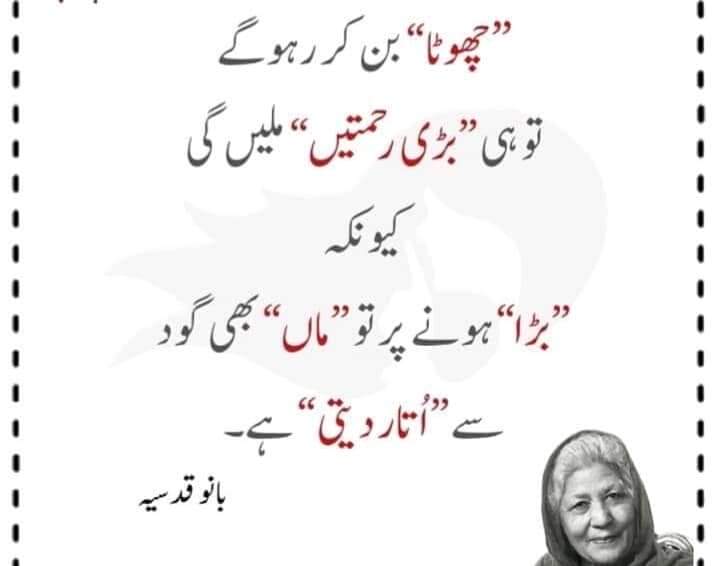 ”چھوٹا“ بن کر رہو گے
تو ہی ”بڑی رحمتیں“ ملیں گی
کیونکہ
”بڑا“ ہونے پر تو ”ماں“ بھی گود
سے ”اُتار دیتی“ ہے۔
بانو قدسیہ